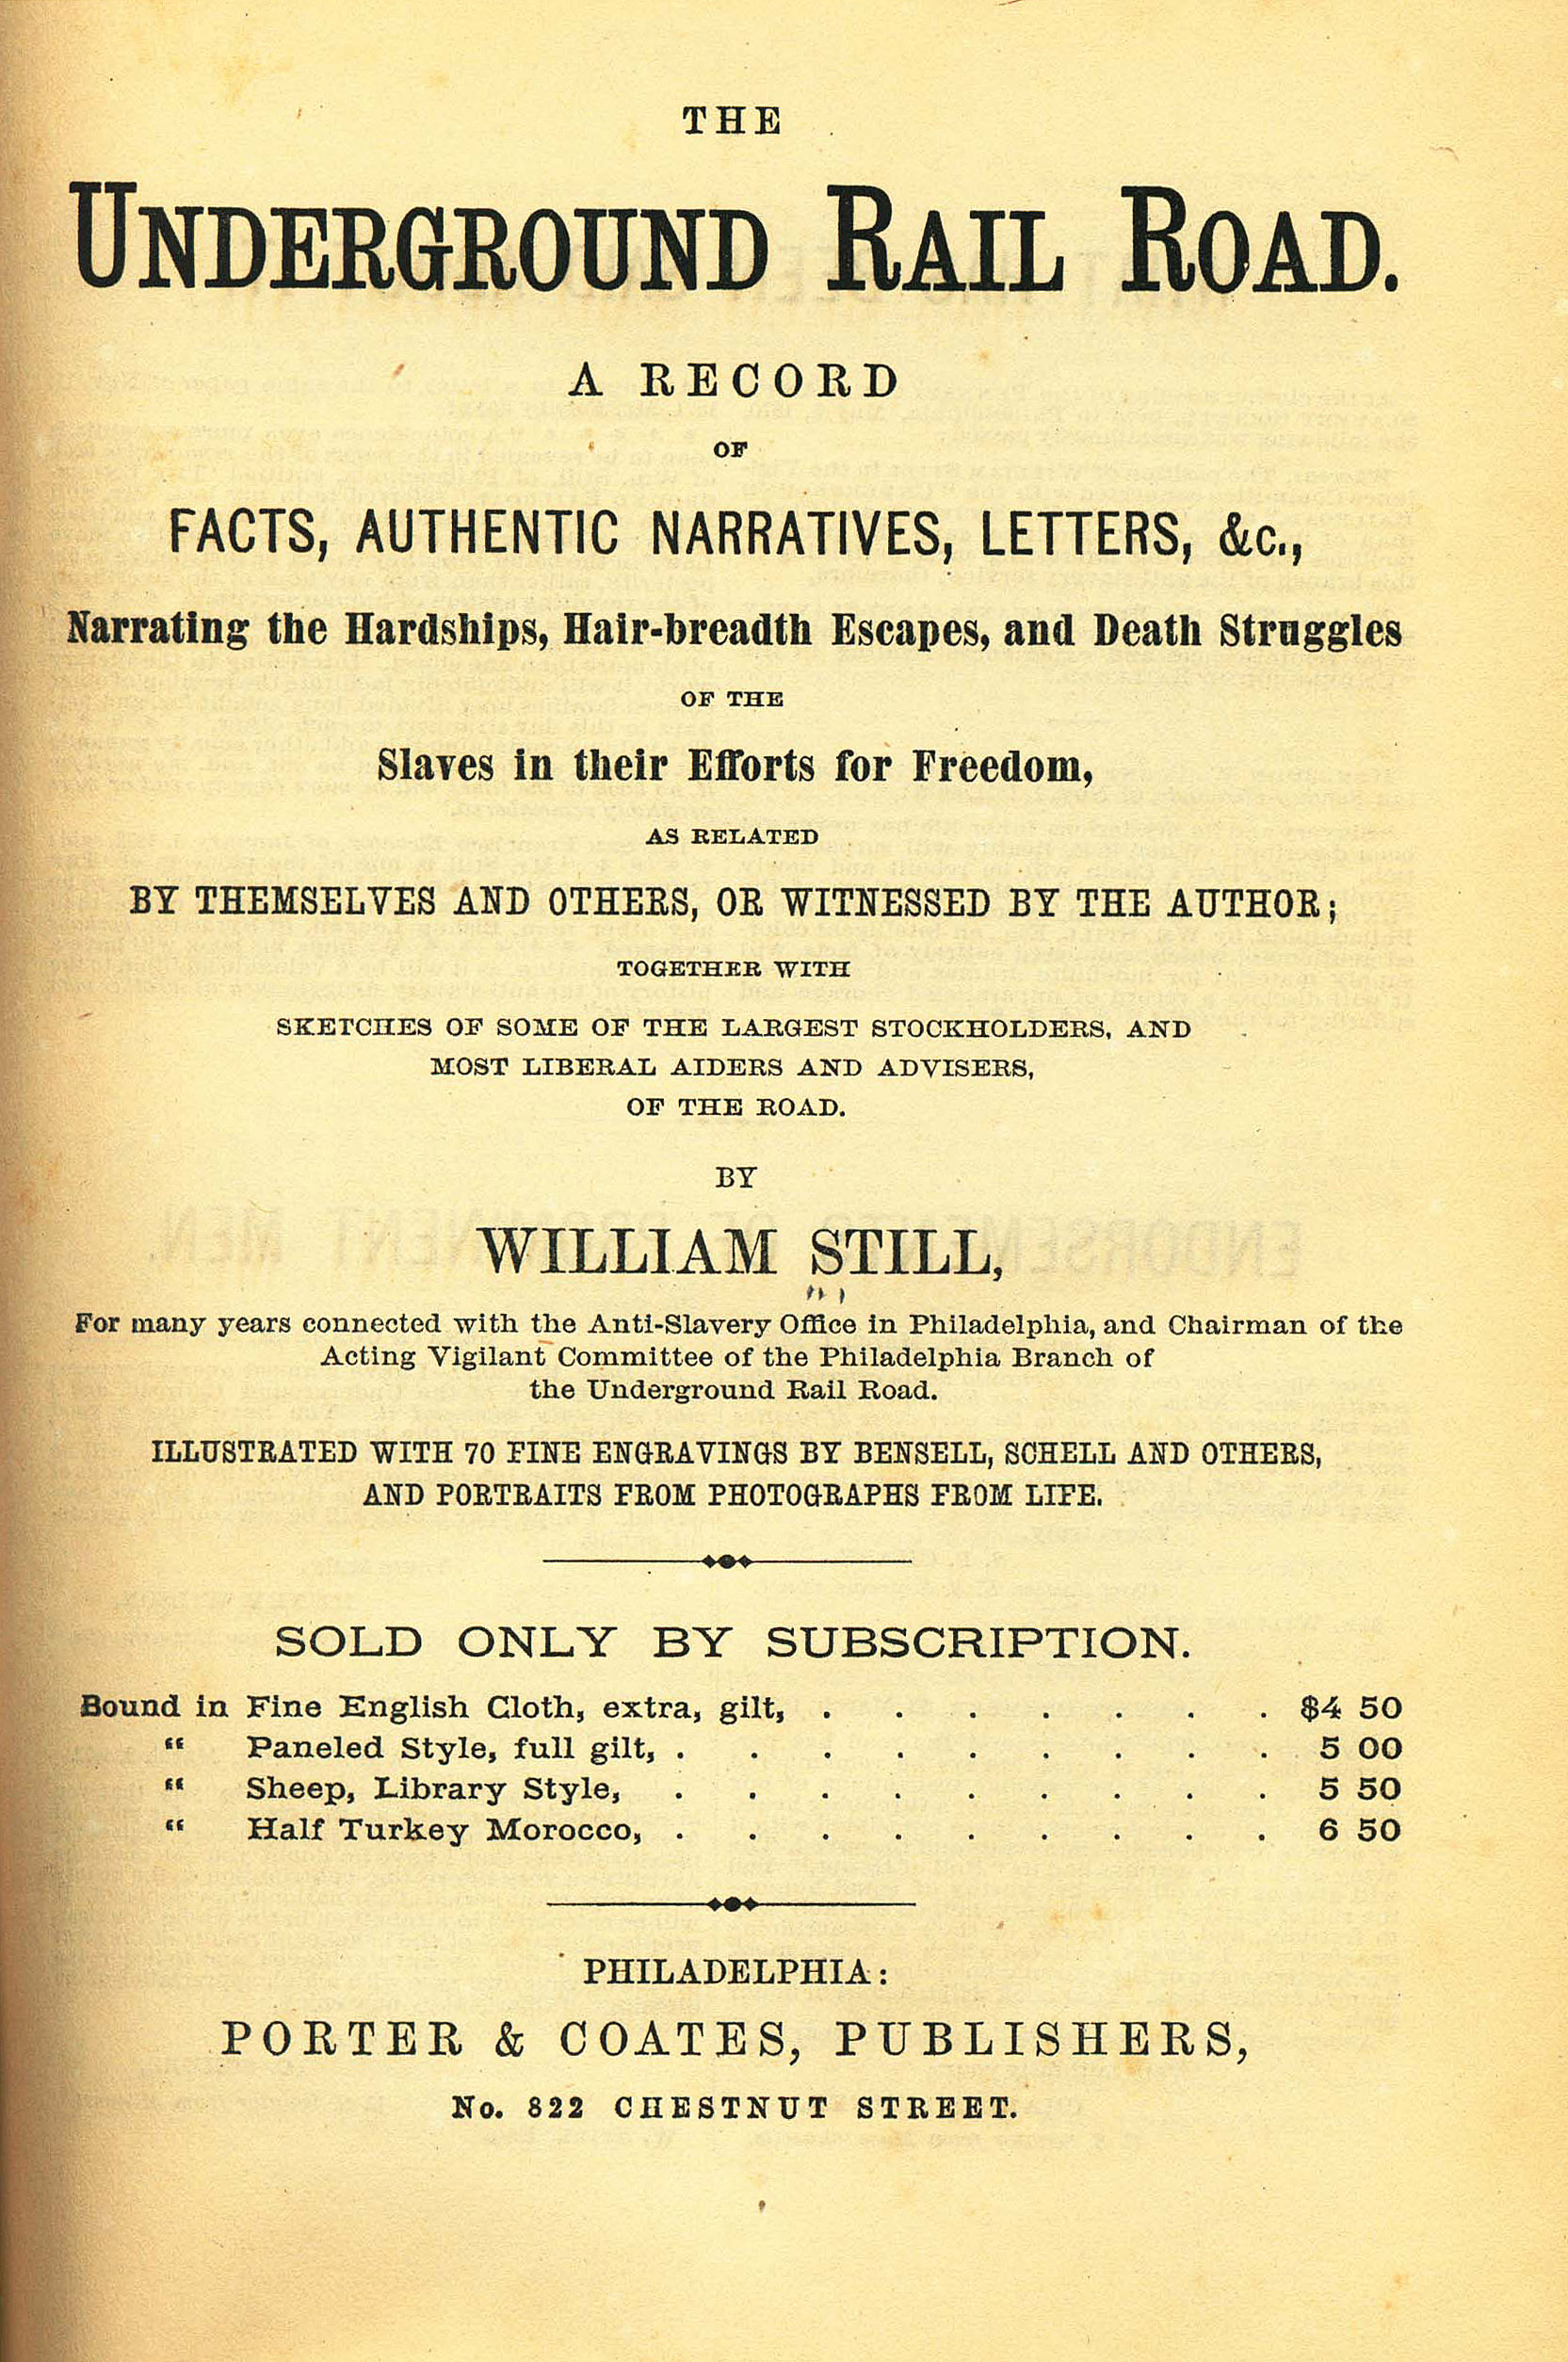 THE
UNDERGROUND RAIL ROAD.
A RECORD
OF
FACTS, AUTHENTIC NARRATIVES, LETTERS, &c.,
Narrating the Hardships, Hair-breadth Escapes, and Death Struggles
OF THE
Slaves in their Efforts for Freedom,
AS RELATED
BY THEMSELVES AND OTHERS, OR WITNESSED BY THE AUTHOR;
TOGETHER WITH
SKETCHES OF SOME OF THE LARGEST STOCKHOLDERS, AND
MOST LIBERAL AIDERS AND ADVISERS,
OF THE ROAD.
BY
WILLIAM STILL,
For many years connected with the Anti-Slavery Office in Philadelphia, and Chairman of the
Acting Vigilant Committee of the Philadelphia Branch of
the Underground Rail Road.
ILLUSTRATED WITH 70 FINE ENGRAVINGS BY BENSELL, SCHELL AND OTHERS,
AND PORTRAITS FROM PHOTOGRAPHS FROM LIFE.
SOLD ONLY BY SUBSCRIPTION.
Bound in Fine English Cloth, extra, gilt, . . . . . . . $4 50
“ Paneled Style, full gilt, . . . . . . . . . 5 00
“ Sheep, Library Style, . . . . . . . . . 5 50
“ Half Turkey Morocco, . . . . . . . . . 6 50
PHILADELPHIA:
PORTER & COATES, PUBLISHERS,
No. 822 CHESTNUT STREET.